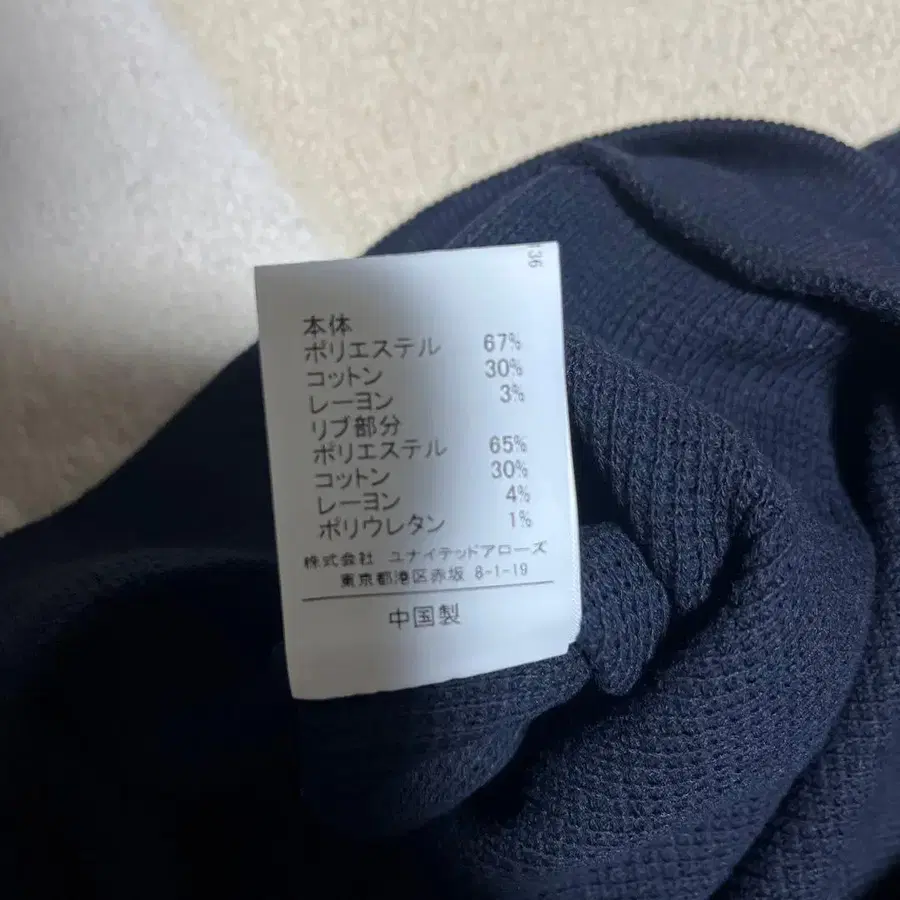 本体
ポリエステル 67%
コットン 30%
レーヨン 3%
リブ部分
ポリエステル 65%
コットン 30%
レーヨン 4%
ポリウレタン 1%
株式会社 ユナイテッドアローズ
東京都港区赤坂 8-1-19
中国製